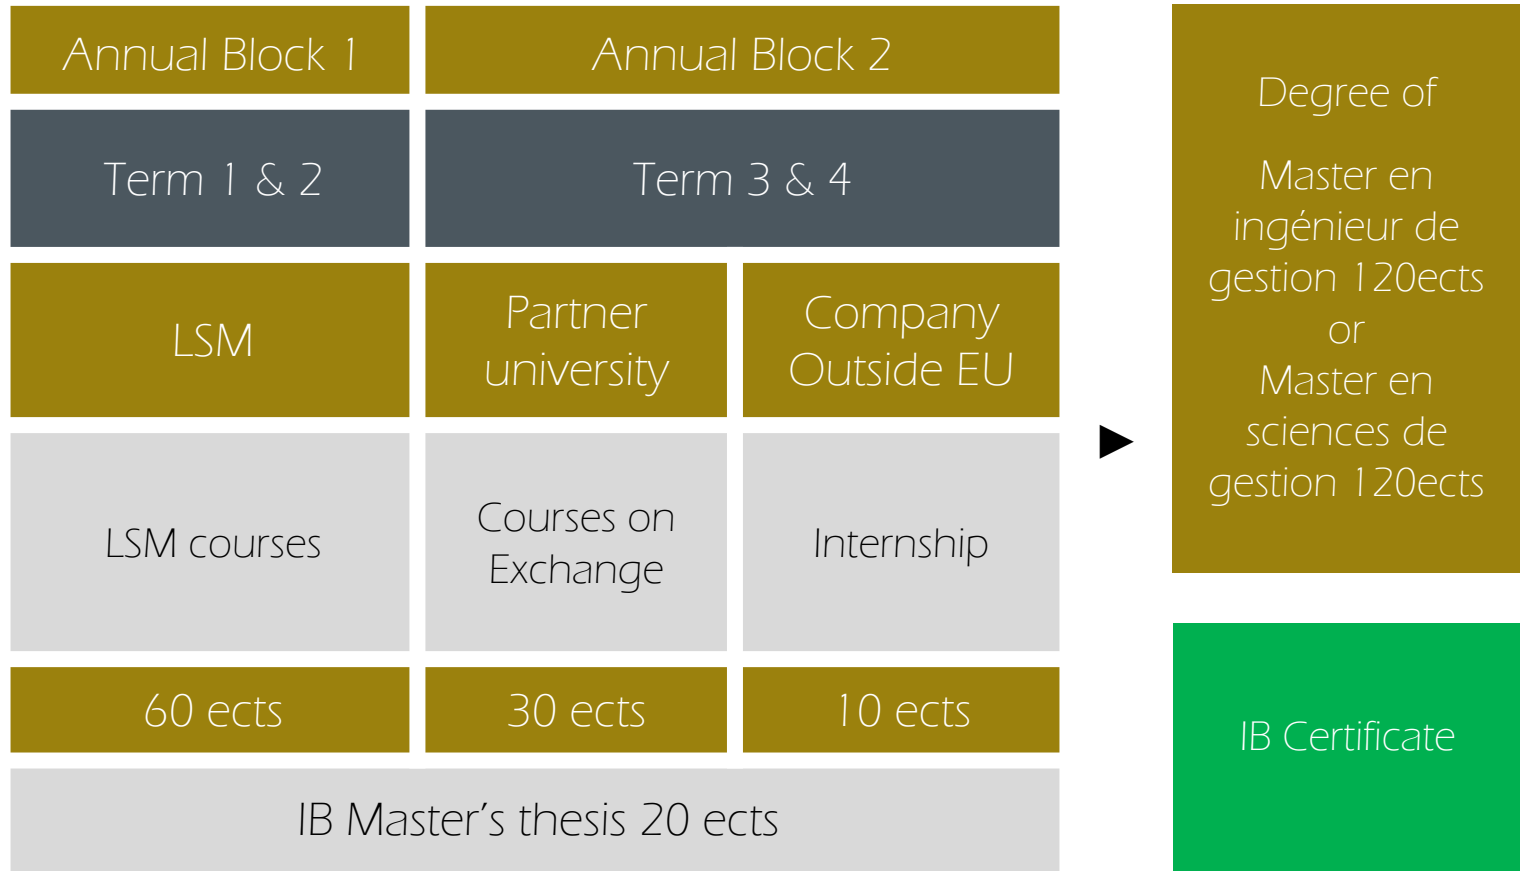 Annual Block 1
Annual Block 2
Term 1 & 2
Term 3 & 4
LSM
Partner
university
Company
Outside EU
LSM courses
Courses on
Exchange
Internship
60 ects
30 ects
10 ects
IB Master’s thesis 20 ects
►
Degree of
Master en
ingénieur de
gestion 120ects
or
Master en
sciences de
gestion 120ects
IB Certificate